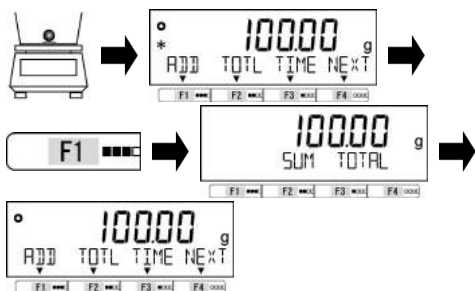 100.00 g
*
ADD TOTL TIME NEXT
F1 F2 F3 F4
F1
100.00 g
SUM TOTAL
F1 F2 F3 F4
100.00 g
ADD TOTL TIME NEXT
F1 F2 F3 F4